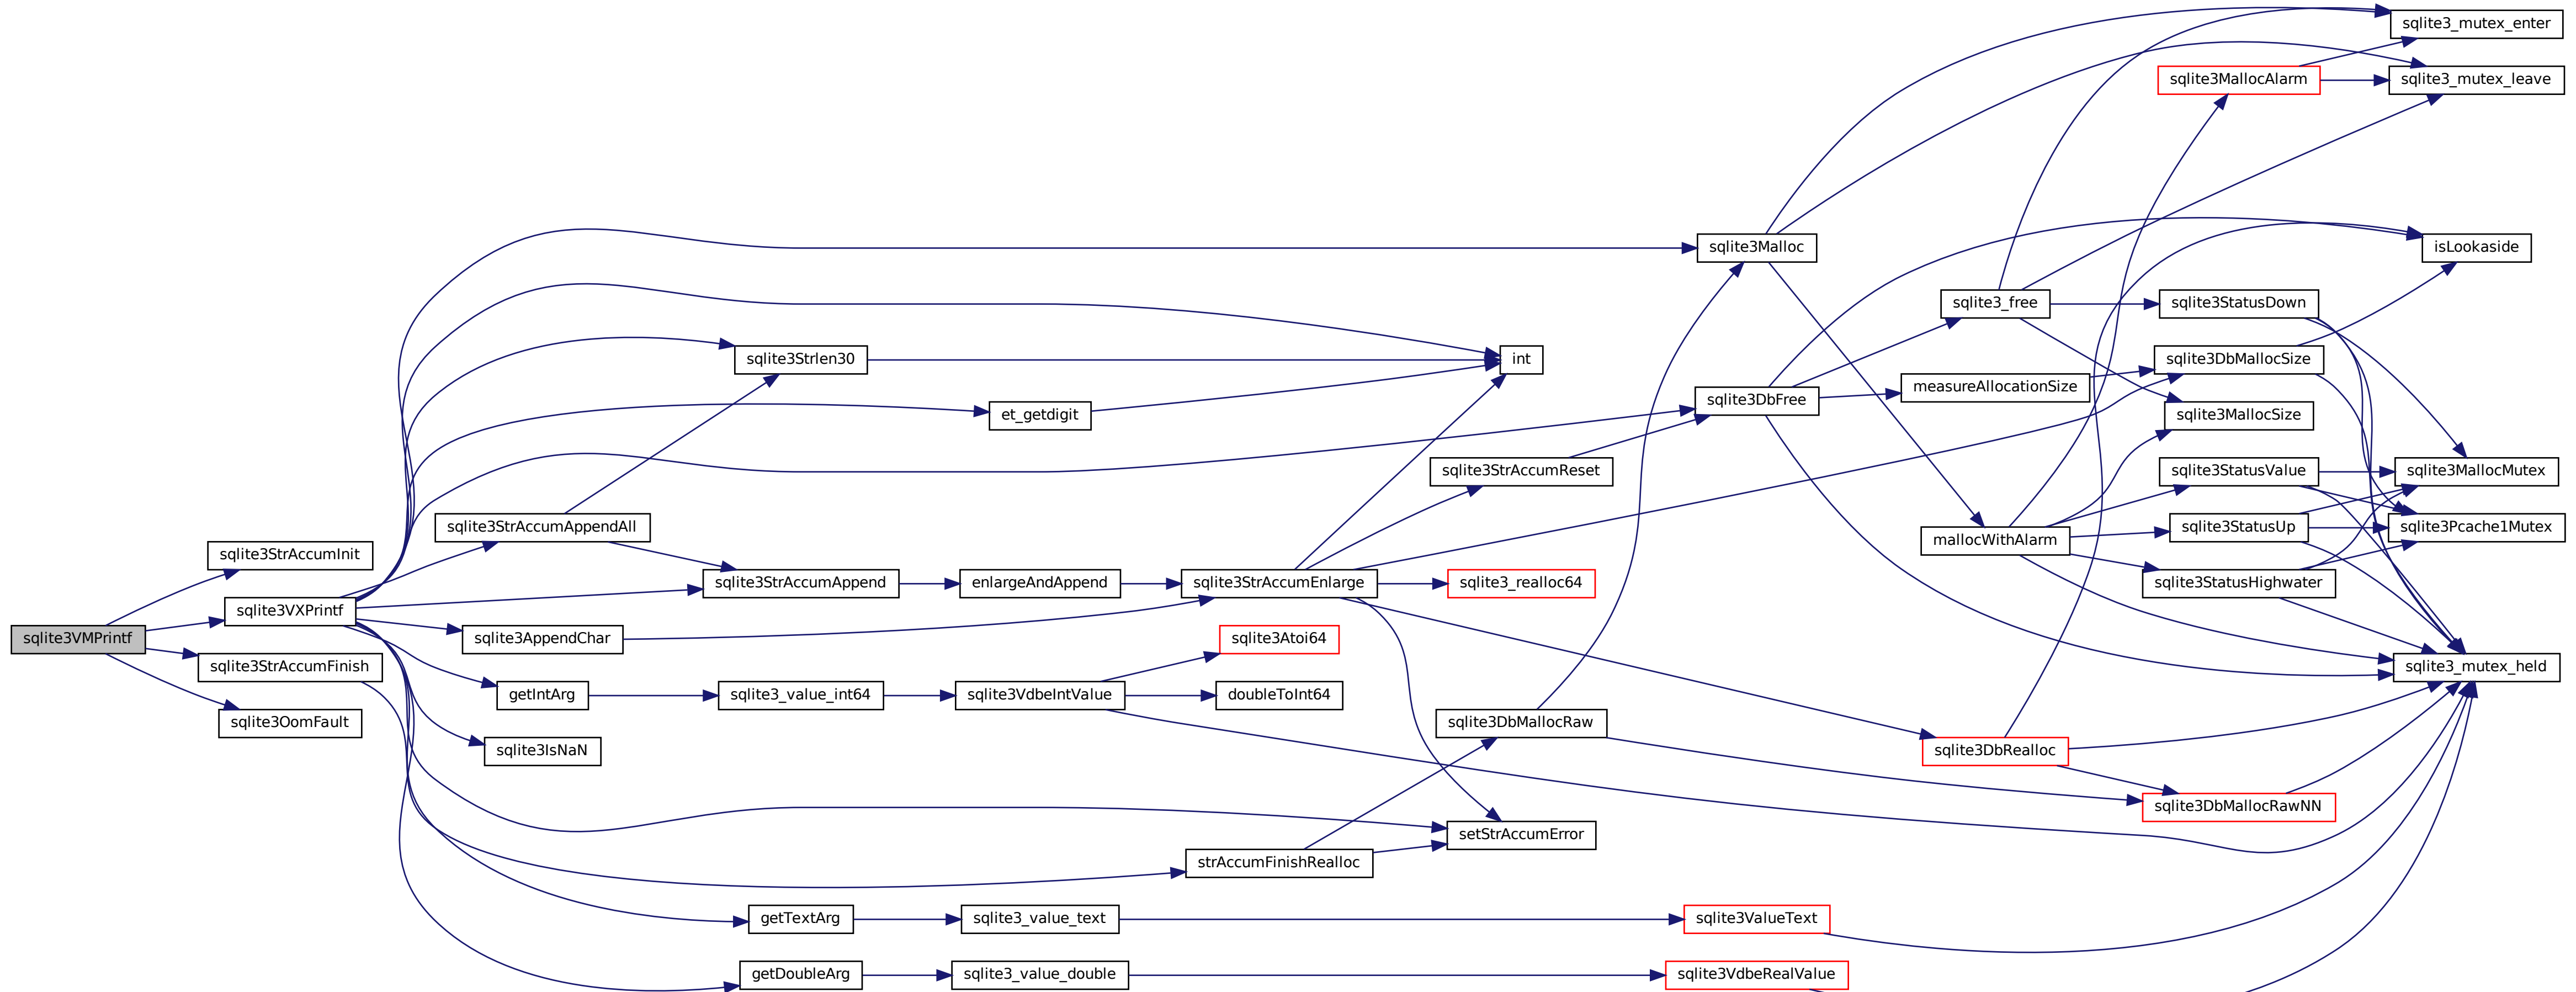 sqlite3_mutex_enter
sqlite3MallocAlarm
sqlite3_mutex_leave
sqlite3Malloc
isLookaside
sqlite3_free
sqlite3StatusDown
sqlite3Strlen30
int
sqlite3DbMallocSize
sqlite3DbFree
measureAllocationSize
et_getdigit
sqlite3MallocSize
sqlite3StrAccumReset
sqlite3StatusValue
sqlite3MallocMutex
sqlite3StrAccumAppendAll
sqlite3StatusUp
sqlite3Pcache1Mutex
mallocWithAlarm
sqlite3StrAccumInit
sqlite3StrAccumAppend
enlargeAndAppend
sqlite3StrAccumEnlarge
sqlite3_realloc64
sqlite3StatusHighwater
sqlite3VXPrintf
sqlite3VMPrintf
sqlite3AppendChar
sqlite3Atoi64
sqlite3StrAccumFinish
sqlite3_mutex_held
getIntArg
sqlite3_value_int64
sqlite3VdbeIntValue
doubleToInt64
sqlite3OomFault
sqlite3DbMallocRaw
sqlite3IsNaN
sqlite3DbRealloc
sqlite3DbMallocRawNN
setStrAccumError
strAccumFinishRealloc
getTextArg
sqlite3_value_text
sqlite3ValueText
getDoubleArg
sqlite3_value_double
sqlite3VdbeRealValue